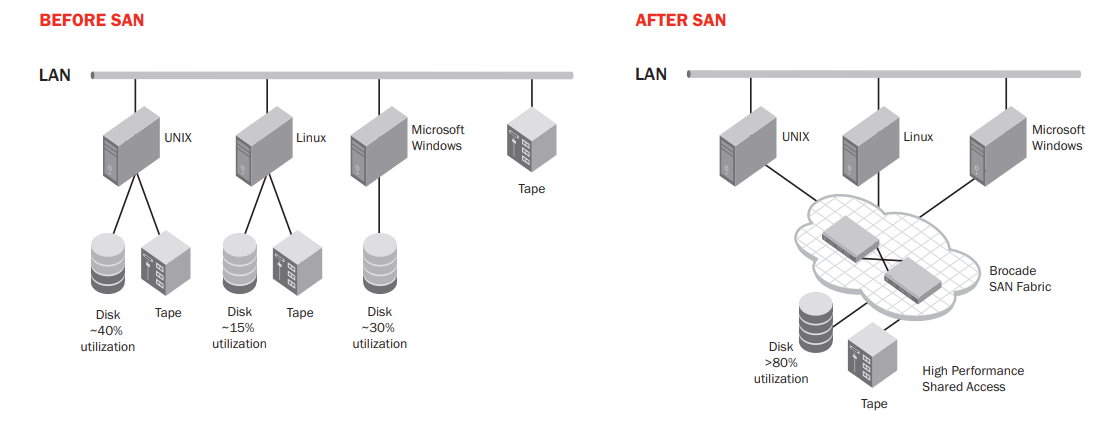 BEFORE SAN
LAN
UNIX
Linux
Microsoft
Windows
Tape
Disk
~40%
utilization
Tape
Disk
~15%
utilization
Tape
Disk
~30%
utilization
AFTER SAN
LAN
UNIX
Linux
Microsoft
Windows
Brocade
SAN Fabric
Disk
>80%
utilization
Tape
High Performance
Shared Access